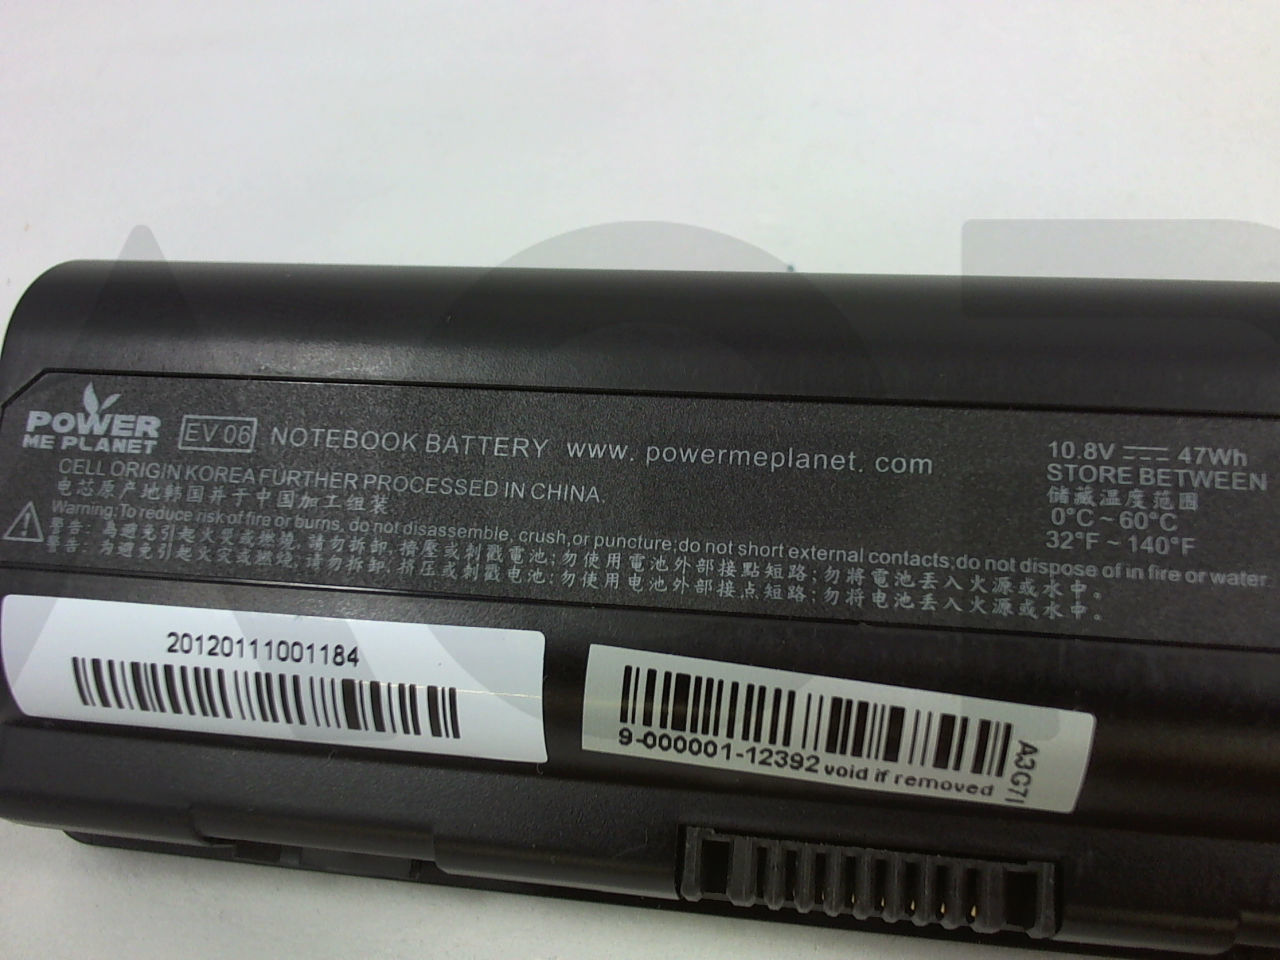 POWER
ME PLANET
EV 06 NOTEBOOK BATTERY www. powermeplanet. com
CELL ORIGIN KOREA FURTHER PROCESSED IN CHINA.
电芯原产地韩国并于中国加工组装
Warning:To reduce risk of fire or burns, do not disassemble, crush,or puncture;do not short external contacts;do not dispose of in fire or water.
警告: 為避免引起火災或燃燒,請勿拆卸,擠壓或刺戳電池;勿使用電池外部接點短路;勿將電池丟入火源或水中。
警告: 为避免引起火灾或燃烧,请勿拆卸,挤压或刺戳电池;勿使用电池外部接点短路;勿将电池丢入火源或水中。
10.8V 47Wh
STORE BETWEEN
储藏温度范围
0°C ~ 60°C
32°F ~ 140°F
20120111001184
9-000001-12392 void if removed
A3G7I